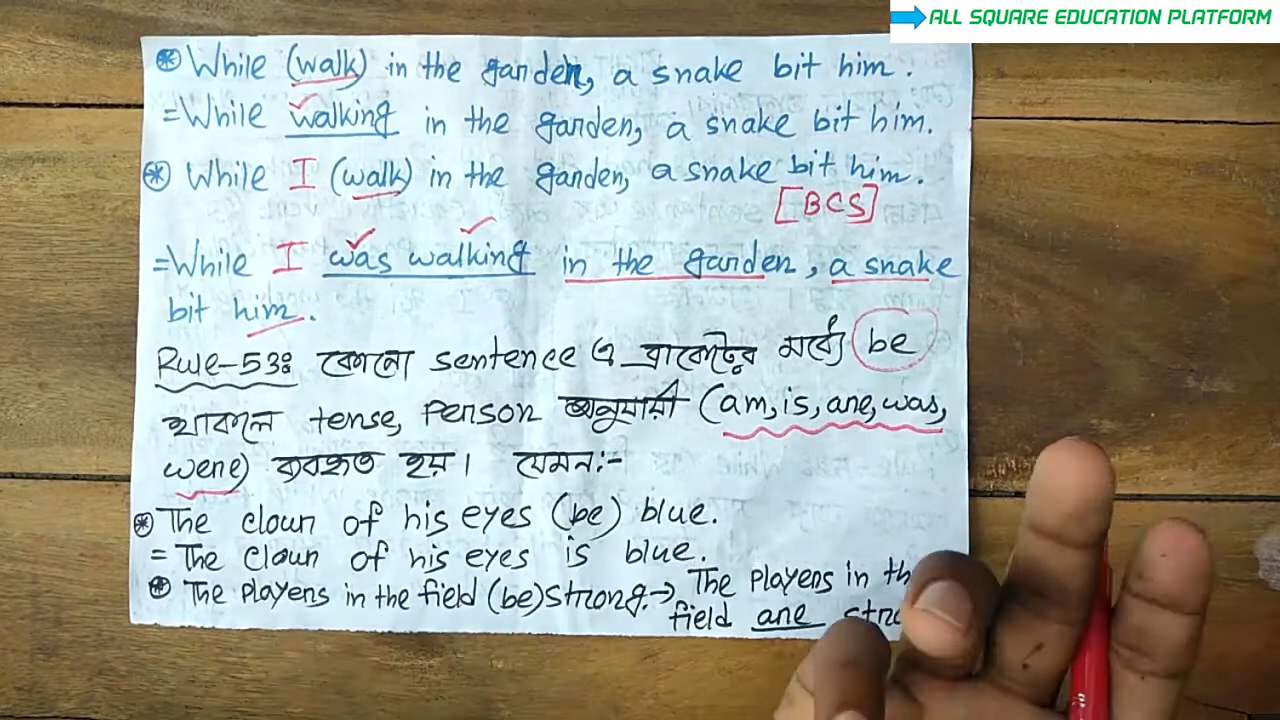 ALL SQUARE EDUCATION PLATFORM
⊛ While (walk) in the garden, a snake bit him.
=While walking in the garden, a snake bit him.
⊛ While I (walk) in the garden, a snake bit him.
[BCS]
=While I was walking in the garden, a snake
bit him.
Rule-53ঃ কোনো sentence এ ব্রাকেটের মধ্যে be
থাকলে tense, Person অনুযায়ী (am, is, are, was,
were) ব্যবহৃত হয়। যেমনঃ-
⊛ The clour of his eyes (be) blue.
= The clour of his eyes is blue.
⊛ The players in the field (be) strong.→ The Players in
field are